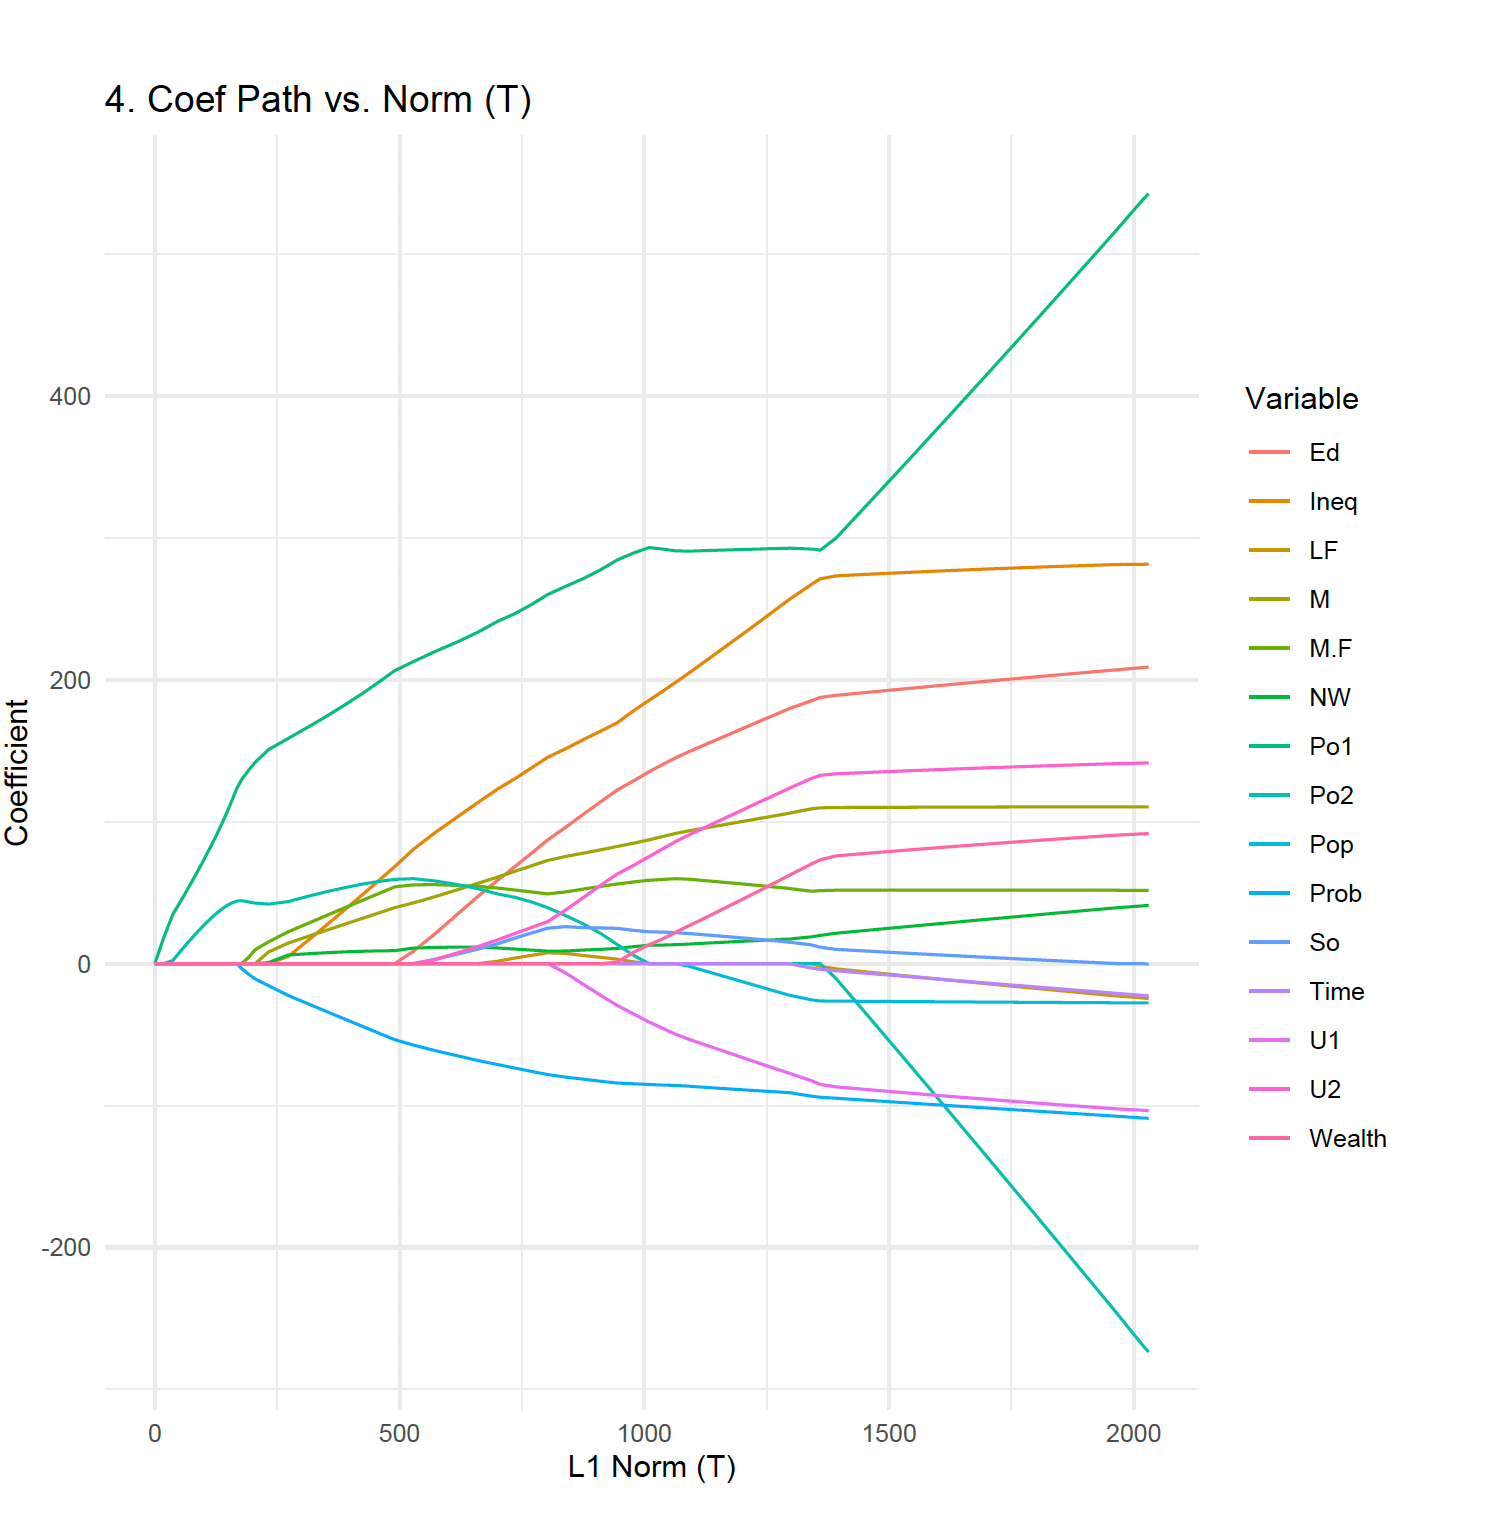 4. Coef Path vs. Norm (T)
Coefficient
400
200
0
-200
0
500
1000
1500
2000
L1 Norm (T)
Variable
Ed
Ineq
LF
M
M.F
NW
Po1
Po2
Pop
Prob
So
Time
U1
U2
Wealth